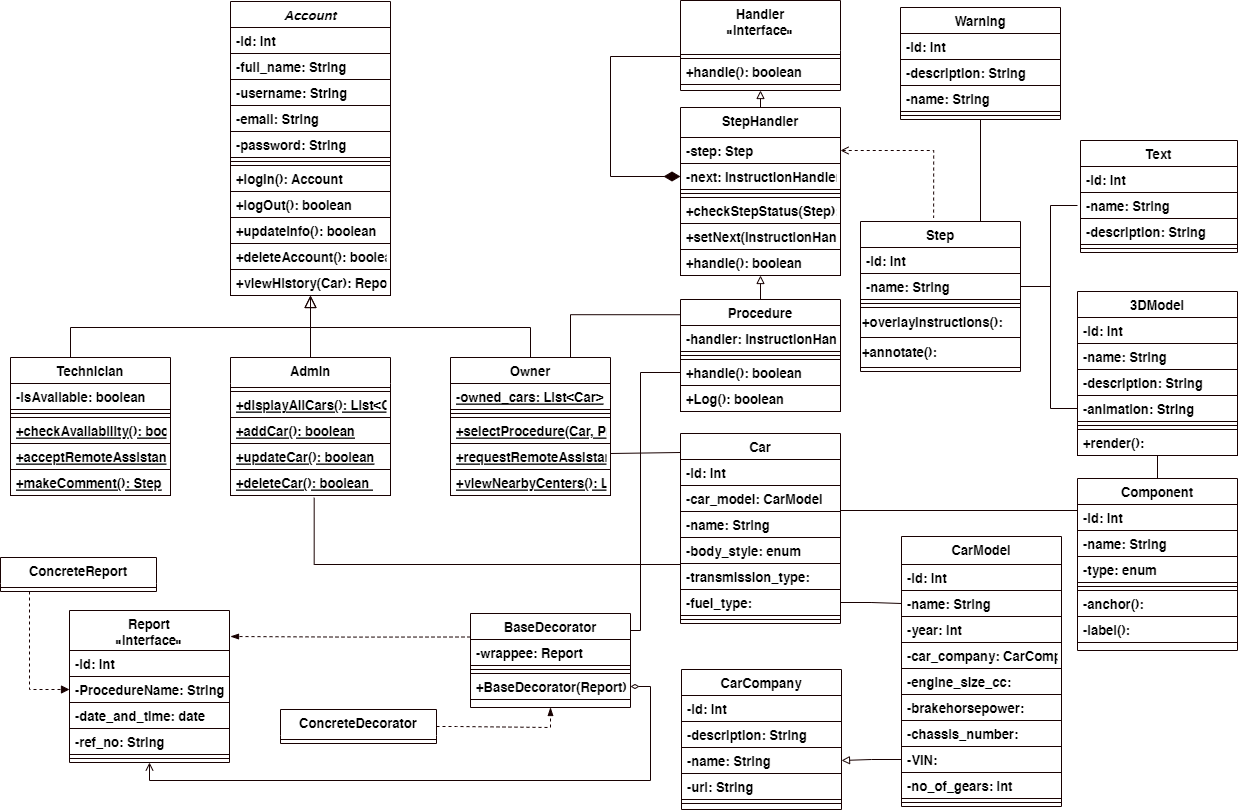 Account
-id: int
-full_name: String
-username: String
-email: String
-password: String
+login(): Account
+logOut(): boolean
+updateInfo(): boolean
+deleteAccount(): boolea
+viewHistory(Car): Repo
Handler
«Interface»
+handle(): boolean
StepHandler
-step: Step
-next: InstructionHandle
+checkStepStatus(Step)
+setNext(InstructionHan
+handle(): boolean
Warning
-id: int
-description: String
-name: String
Text
-id: int
-name: String
-description: String
Step
-id: int
-name: String
+overlayInstructions():
+annotate():
3DModel
-id: int
-name: String
-description: String
-animation: String
+render():
Procedure
-handler: InstructionHan
+handle(): boolean
+Log(): boolean
Technician
-isAvailable: boolean
+checkAvailability(): boo
+acceptRemoteAssistan
+makeComment(): Step
Admin
+displayAllCars(): List<C
+addCar(): boolean
+updateCar(): boolean
+deleteCar(): boolean
Owner
-owned_cars: List<Car>
+selectProcedure(Car, P
+requestRemoteAssista
+viewNearbyCenters(): L
Car
-id: int
-car_model: CarModel
-name: String
-body_style: enum
-transmission_type:
-fuel_type:
Component
-id: int
-name: String
-type: enum
-anchor():
-label():
CarModel
-id: int
-name: String
-year: int
-car_company: CarComp
-engine_size_cc:
-brakehorsepower:
-chassis_number:
-VIN:
-no_of_gears: int
ConcreteReport
Report
«Interface»
-id: int
-ProcedureName: String
-date_and_time: date
-ref_no: String
BaseDecorator
-wrappee: Report
+BaseDecorator(Report)
ConcreteDecorator
CarCompany
-id: int
-description: String
-name: String
-url: String